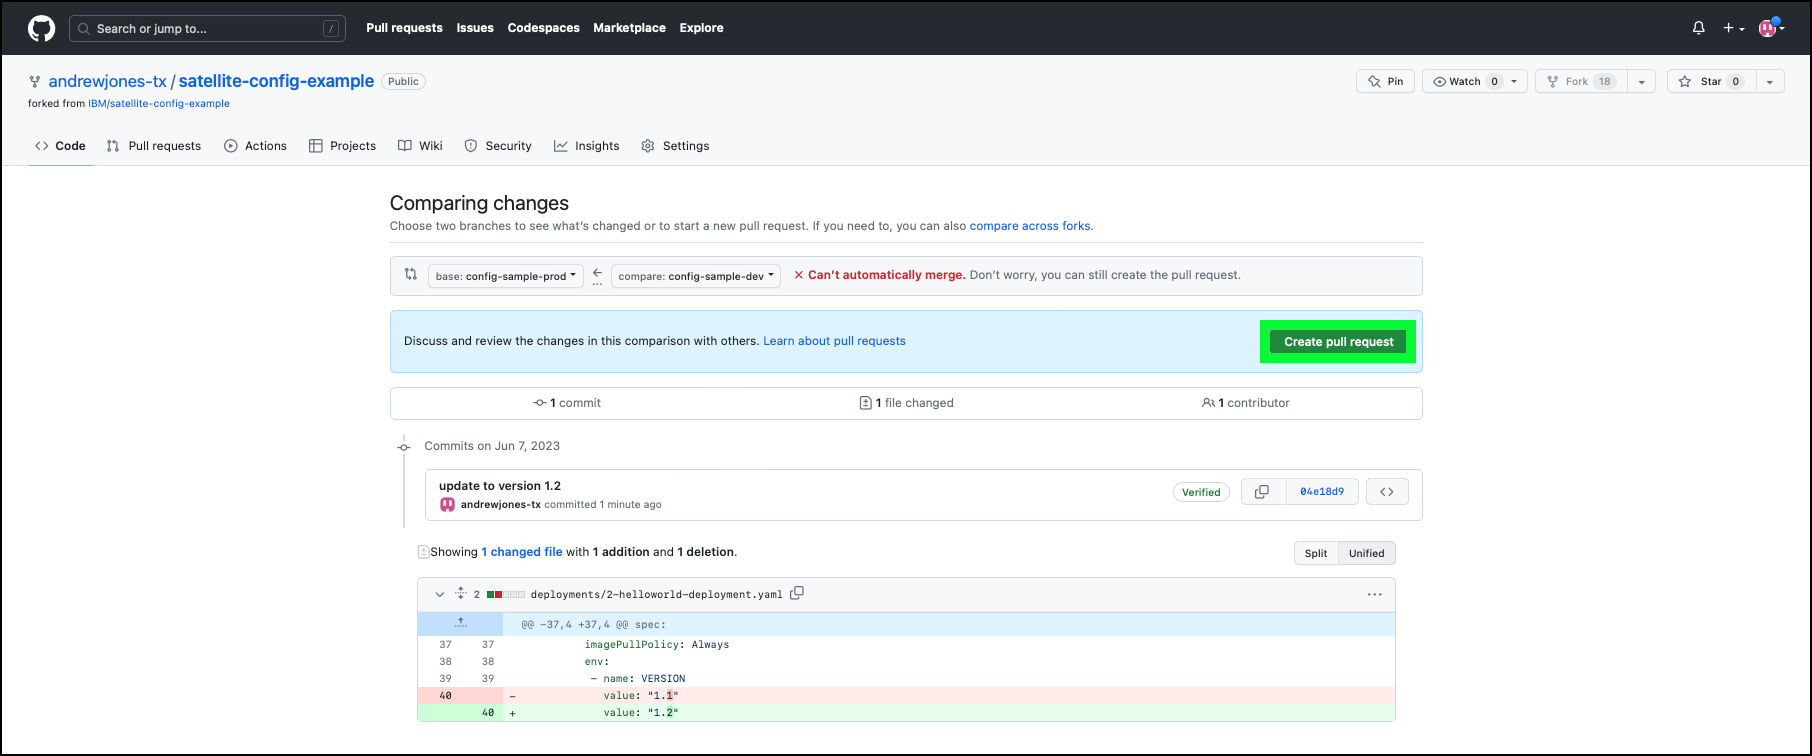 Search or jump to... /
Pull requests Issues Codespaces Marketplace Explore
andrewjones-tx / satellite-config-example Public
Pin Watch 0 Fork 18 Star 0
forked from IBM/satellite-config-example
Code Pull requests Actions Projects Wiki Security Insights Settings
Comparing changes
Choose two branches to see what's changed or to start a new pull request. If you need to, you can also compare across forks.
base: config-sample-prod ... compare: config-sample-dev Can't automatically merge. Don't worry, you can still create the pull request.
Discuss and review the changes in this comparison with others. Learn about pull requests Create pull request
1 commit 1 file changed 1 contributor
Commits on Jun 7, 2023
update to version 1.2
andrewjones-tx committed 1 minute ago
Verified 04e18d9 <>
Showing 1 changed file with 1 addition and 1 deletion. Split Unified
2 deployments/2-helloworld-deployment.yaml ...
@@ -37,4 +37,4 @@ spec:
37 37 imagePullPolicy: Always
38 38 env:
39 39 - name: VERSION
40 - value: "1.1"
40 + value: "1.2"